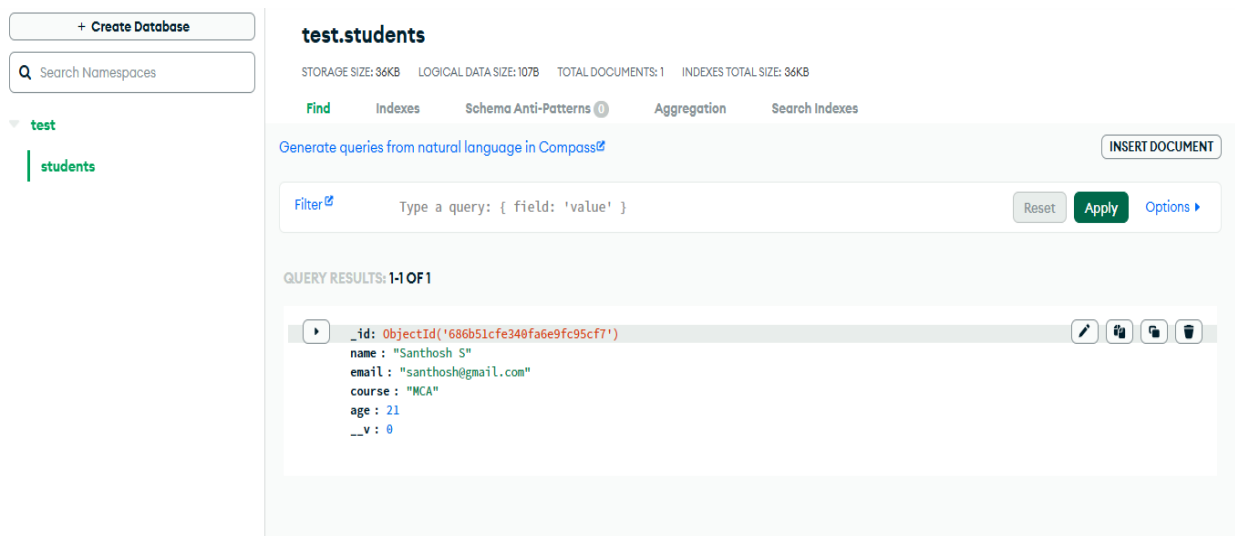 + Create Database
Search Namespaces
test
students
test.students
STORAGE SIZE: 36KB LOGICAL DATA SIZE: 107B TOTAL DOCUMENTS: 1 INDEXES TOTAL SIZE: 36KB
Find Indexes Schema Anti-Patterns 0 Aggregation Search Indexes
Generate queries from natural language in Compass
INSERT DOCUMENT
Filter Type a query: { field: 'value' } Reset Apply Options
QUERY RESULTS: 1-1 OF 1
_id: ObjectId('686b51cfe340fa6e9fc95cf7')
name : "Santhosh S"
email : "santhosh@gmail.com"
course : "MCA"
age : 21
__v : 0